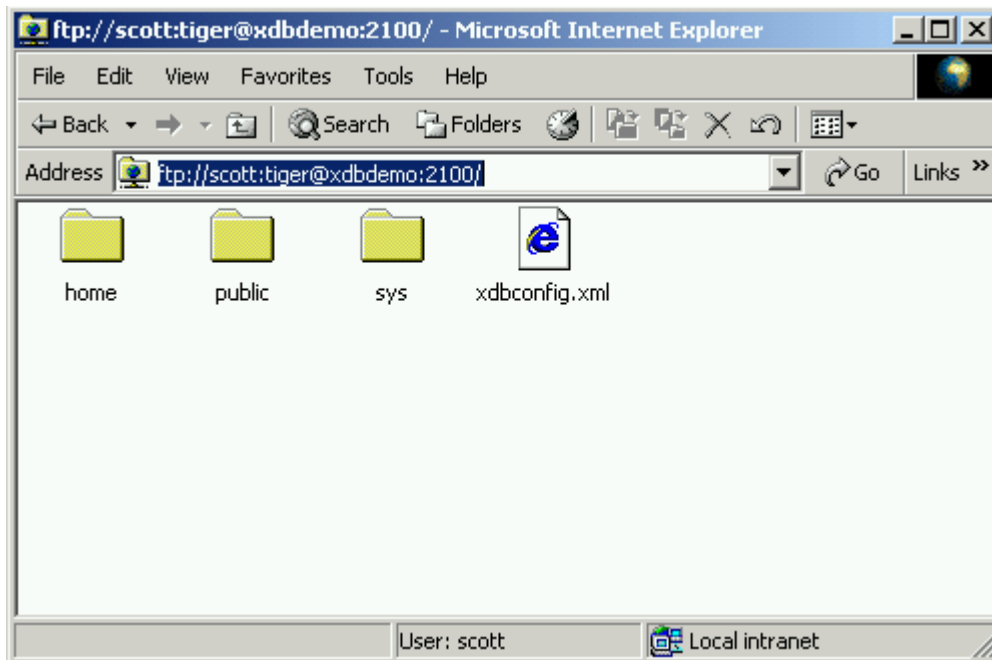 ftp://scott:tiger@xdbdemo:2100/ - Microsoft Internet Explorer
File Edit View Favorites Tools Help
Back Search Folders
Address ftp://scott:tiger@xdbdemo:2100/ Go Links »
home public sys xdbconfig.xml
User: scott Local intranet